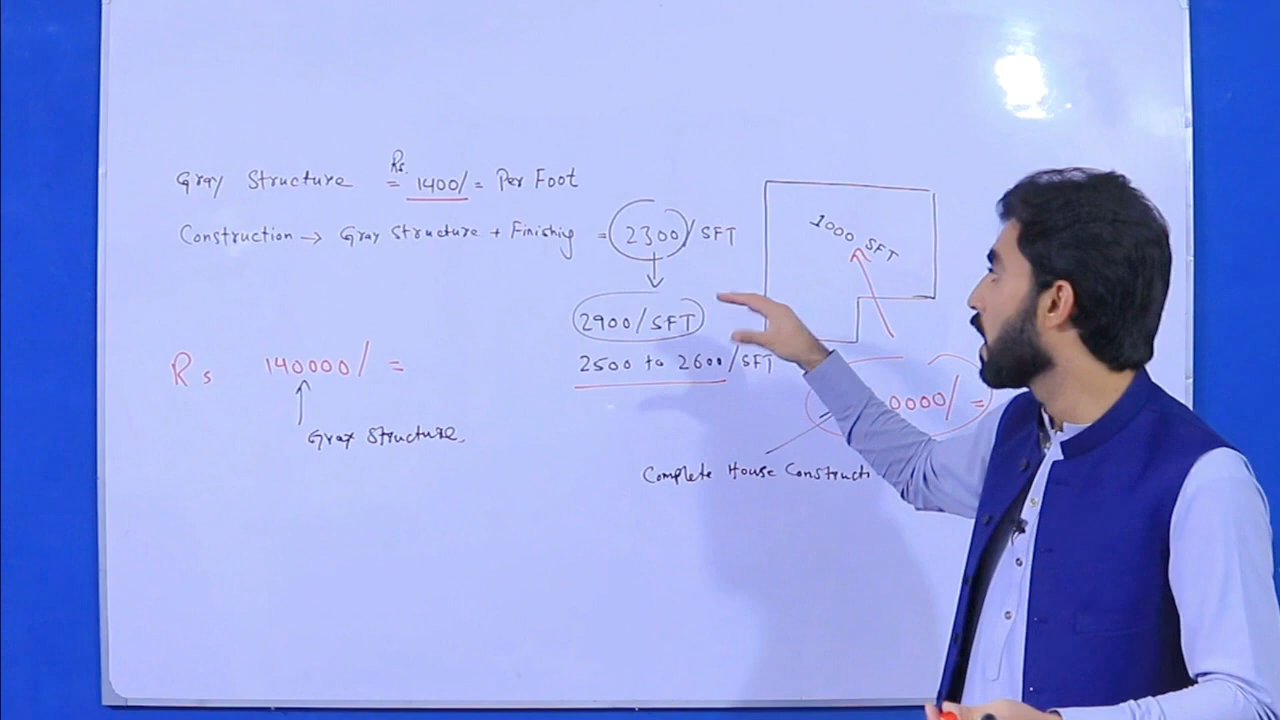 Gray Structure = Rs. 1400/= Per Foot
Construction → Gray Structure + Finishing = 2300/SFT
2900/SFT
2500 to 2600/SFT
1000 SFT
Rs 140000/=
Gray Structure.
0000/=
Complete House Constructi